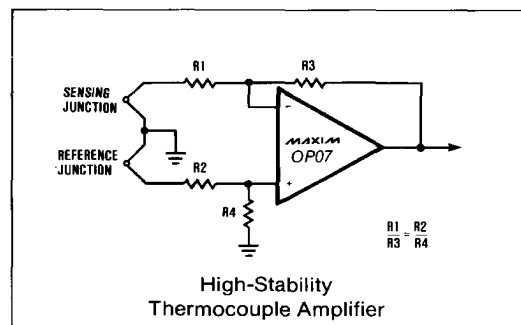 R1
R3
SENSING
JUNCTION
−
MAXIM
OP07
REFERENCE
JUNCTION
R2
+
R4
R1/R3 = R2/R4
High-Stability
Thermocouple Amplifier